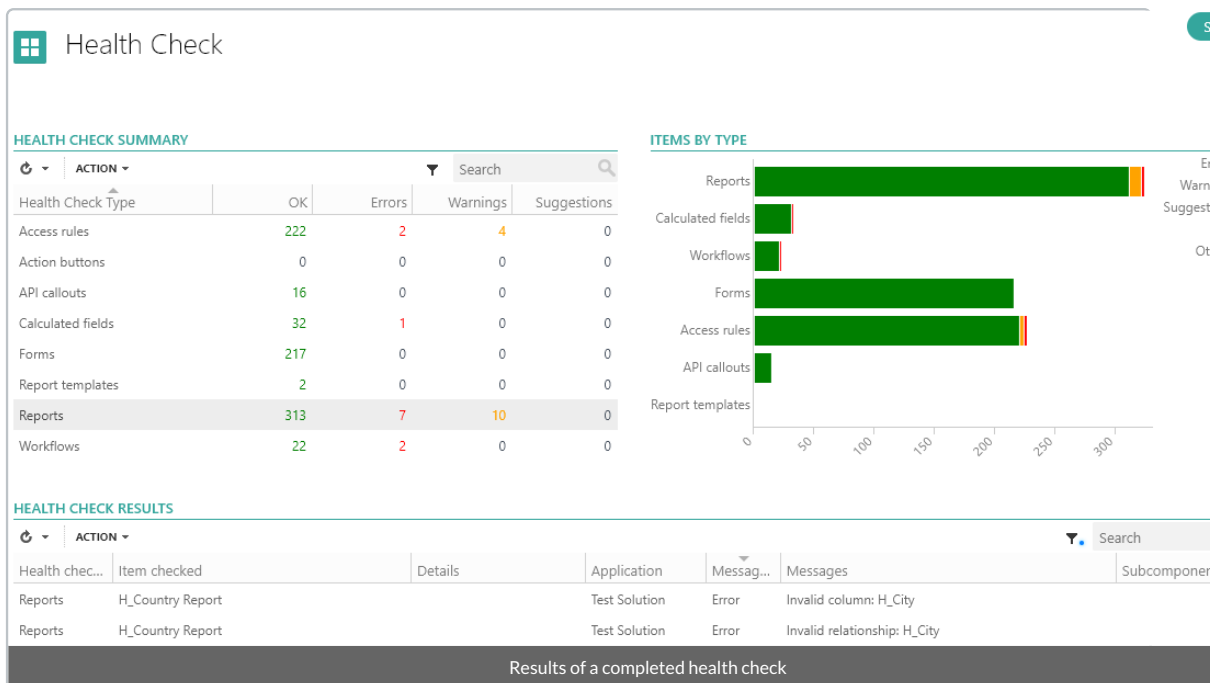 Health Check
S
HEALTH CHECK SUMMARY
ACTION
Search
Health Check Type OK Errors Warnings Suggestions
Access rules 222 2 4 0
Action buttons 0 0 0 0
API callouts 16 0 0 0
Calculated fields 32 1 0 0
Forms 217 0 0 0
Report templates 2 0 0 0
Reports 313 7 10 0
Workflows 22 2 0 0
ITEMS BY TYPE
Reports
Calculated fields
Workflows
Forms
Access rules
API callouts
Report templates
0 50 100 150 200 250 300
Er
Warn
Suggest
Ot
HEALTH CHECK RESULTS
ACTION
Search
Health chec... Item checked Details Application Messag... Messages Subcomponen
Reports H_Country Report Test Solution Error Invalid column: H_City
Reports H_Country Report Test Solution Error Invalid relationship: H_City
Results of a completed health check